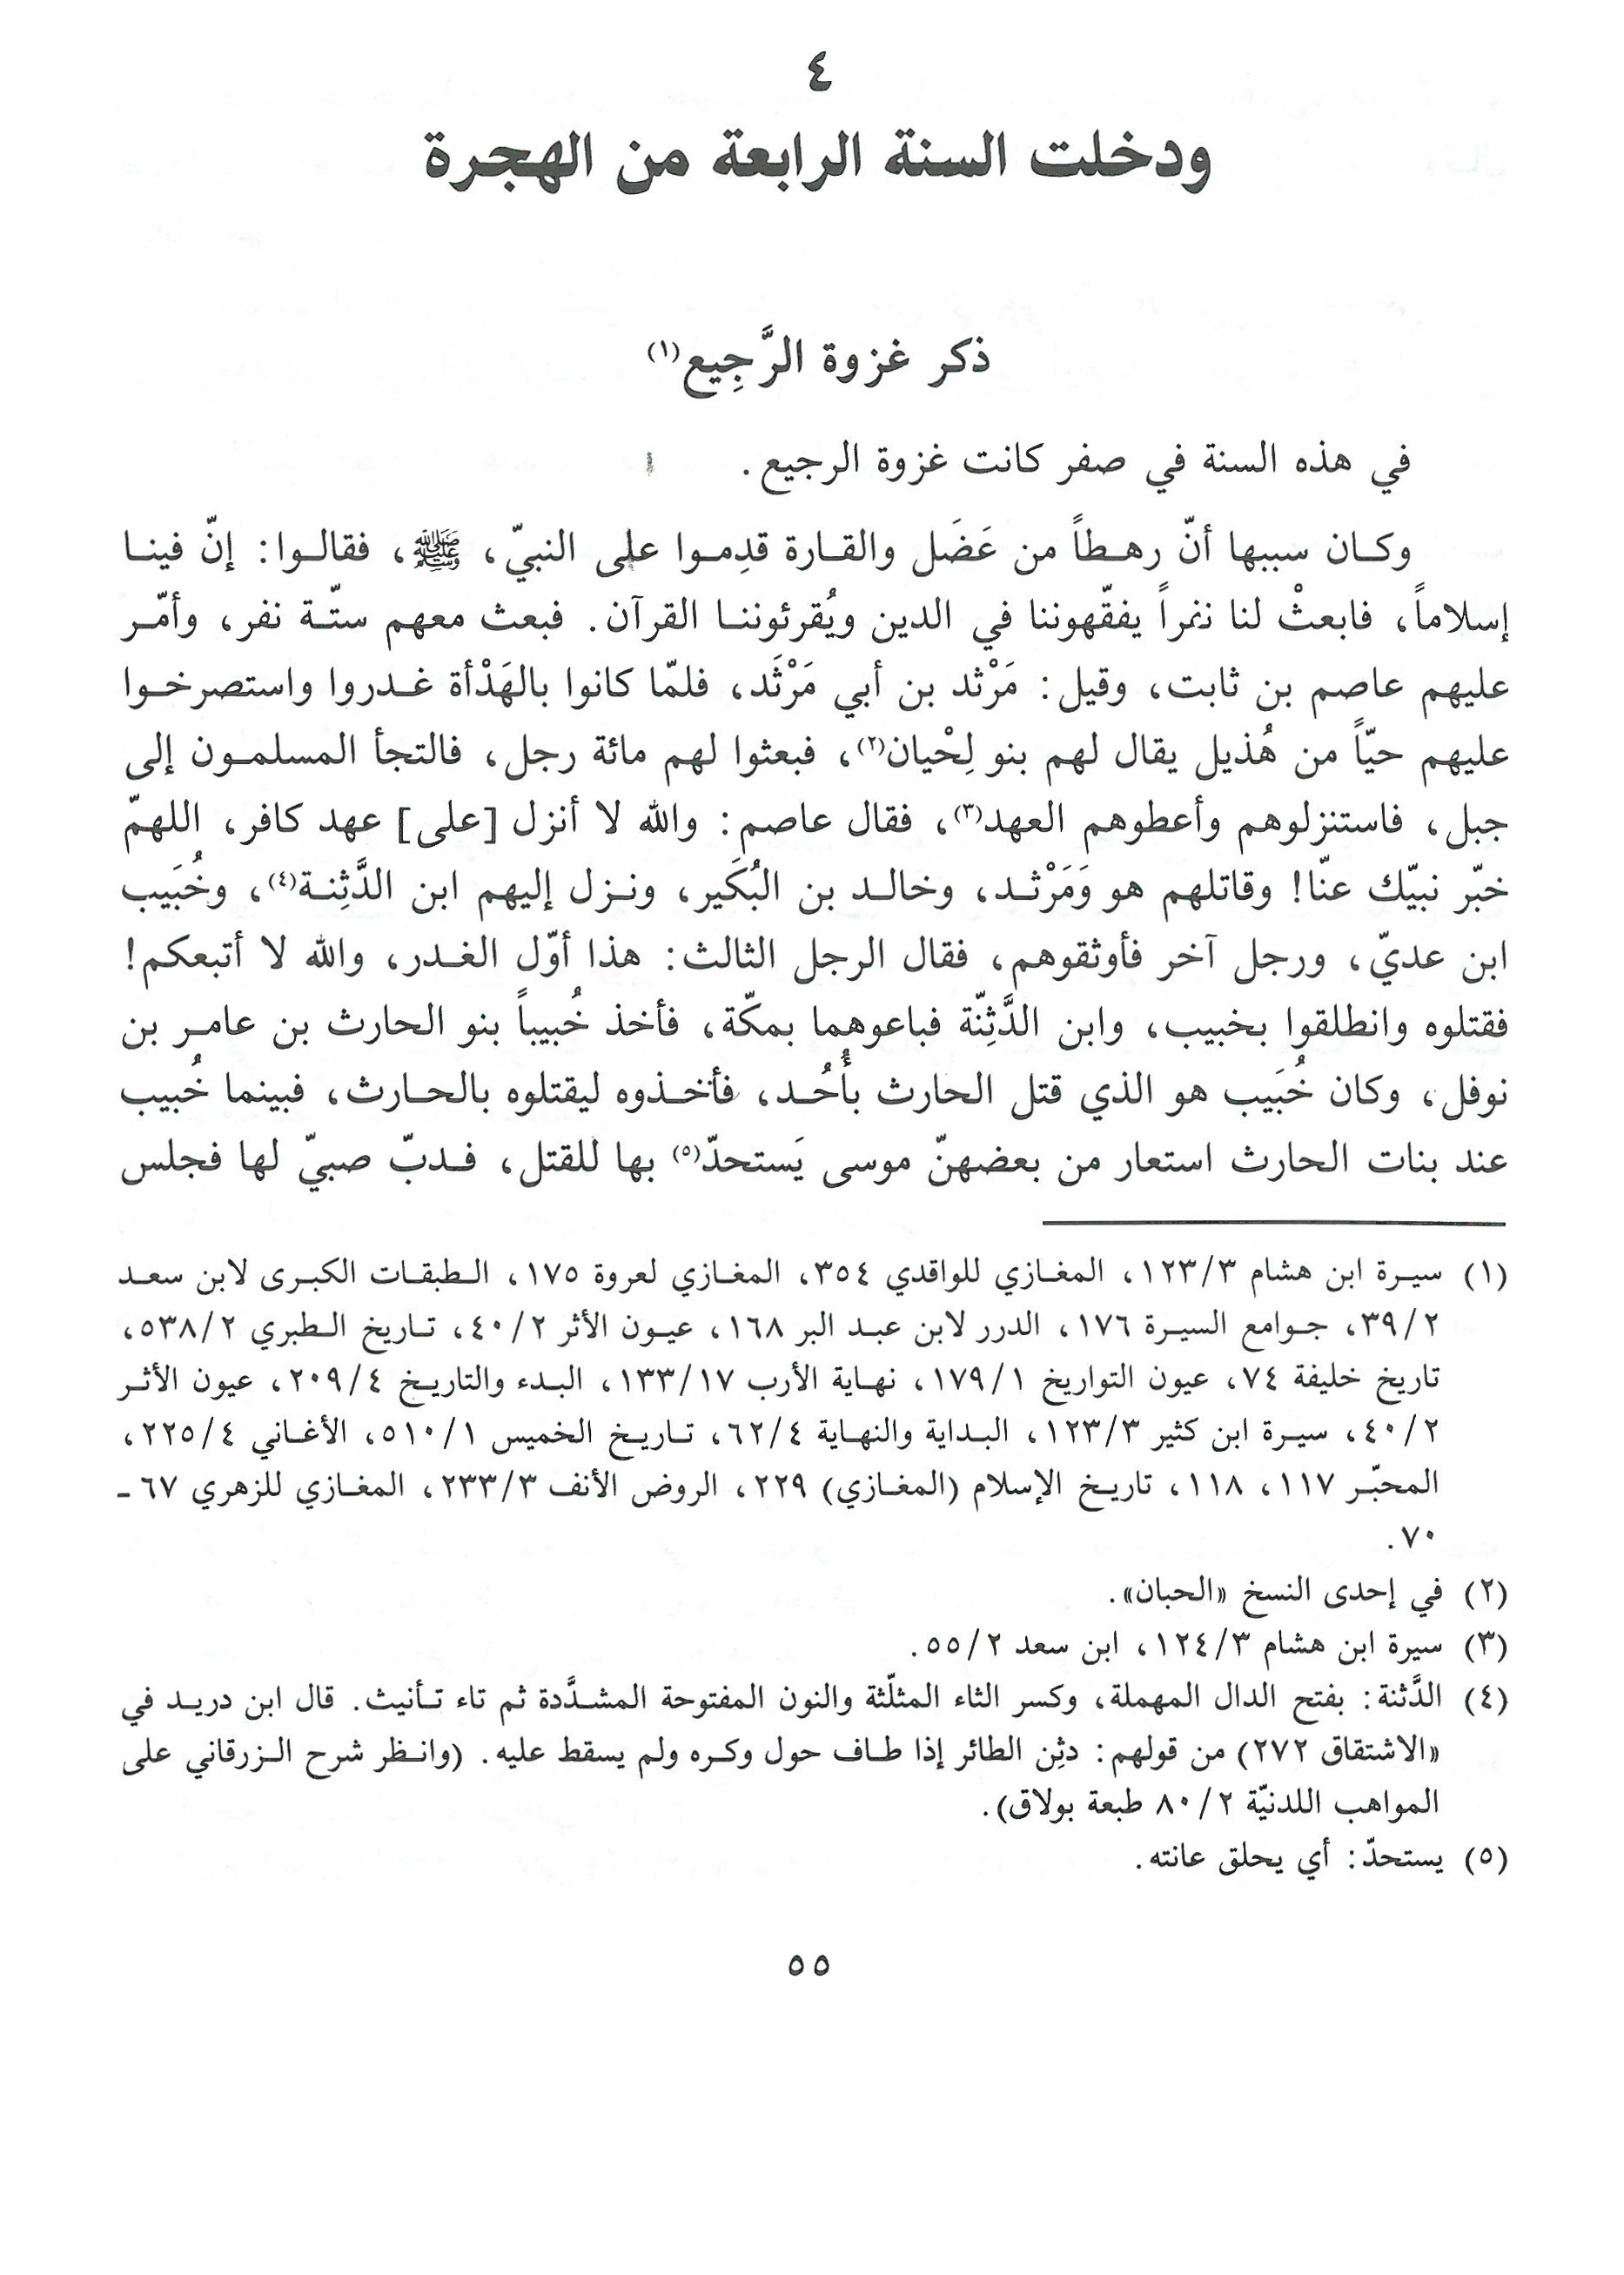 ٤
ودخلت السنة الرابعة من الهجرة
ذكر غزوة الرَّجِيع(١)
في هذه السنة في صفر كانت غزوة الرجيع.
وكان سببها أنّ رهطاً من عَضَل والقارة قدِموا على النبيّ، ﷺ، فقالوا: إنّ فينا
إسلاماً، فابعثْ لنا نفراً يفقّهوننا في الدين ويُقرئوننا القرآن. فبعث معهم ستّة نفر، وأمّر
عليهم عاصم بن ثابت، وقيل: مَرْثد بن أبي مَرْثَد، فلمّا كانوا بالهَدْأة غدروا واستصرخوا
عليهم حيّاً من هُذيل يقال لهم بنو لِحْيان(٢)، فبعثوا لهم مائة رجل، فالتجأ المسلمون إلى
جبل، فاستنزلوهم وأعطوهم العهد(٣)، فقال عاصم: والله لا أنزل [على] عهد كافر، اللهمّ
خبّر نبيّك عنّا! وقاتلهم هو وَمَرْثد، وخالد بن البُكَير، ونزل إليهم ابن الدَّثِنة(٤)، وخُبَيب
ابن عديّ، ورجل آخر فأوثقوهم، فقال الرجل الثالث: هذا أوّل الغدر، والله لا أتبعكم!
فقتلوه وانطلقوا بخبيب، وابن الدَّثِنّة فباعوهما بمكّة، فأخذ خُبيباً بنو الحارث بن عامر بن
نوفل، وكان خُبَيب هو الذي قتل الحارث بأُحُد، فأخذوه ليقتلوه بالحارث، فبينما خُبيب
عند بنات الحارث استعار من بعضهنّ موسى يَستحدّ(٥) بها للقتل، فدبّ صبيّ لها فجلس
(١) سيرة ابن هشام ١٢٣/٣، المغازي للواقدي ٣٥٤، المغازي لعروة ١٧٥، الطبقات الكبرى لابن سعد
٣٩/٢، جوامع السيرة ١٧٦، الدرر لابن عبد البر ١٦٨، عيون الأثر ٤٠/٢، تاريخ الطبري ٥٣٨/٢،
تاريخ خليفة ٧٤، عيون التواريخ ١٧٩/١، نهاية الأرب ١٣٣/١٧، البدء والتاريخ ٢٠٩/٤، عيون الأثر
٤٠/٢، سيرة ابن كثير ١٢٣/٣، البداية والنهاية ٦٢/٤، تاريخ الخميس ٥١٠/١، الأغاني ٢٢٥/٤،
المحبّر ١١٧، ١١٨، تاريخ الإسلام (المغازي) ٢٢٩، الروض الأنف ٢٣٣/٣، المغازي للزهري ٦٧ -
٧٠.
(٢) في إحدى النسخ «الحبان».
(٣) سيرة ابن هشام ١٢٤/٣، ابن سعد ٥٥/٢.
(٤) الدَّثنة: بفتح الدال المهملة، وكسر الثاء المثلّثة والنون المفتوحة المشدَّدة ثم تاء تأنيث. قال ابن دريد في
«الاشتقاق ٢٧٢) من قولهم: دثِن الطائر إذا طاف حول وكره ولم يسقط عليه. (وانظر شرح الزرقاني على
المواهب اللدنيّة ٨٠/٢ طبعة بولاق).
(٥) يستحدّ: أي يحلق عانته.
٥٥